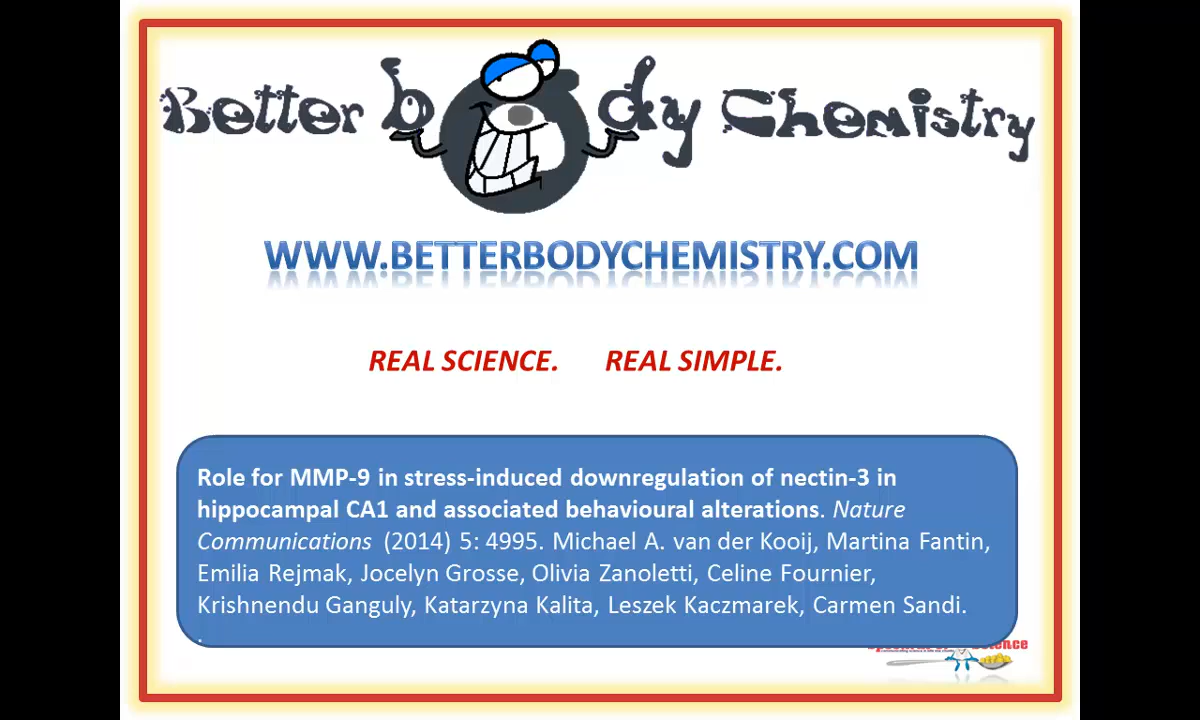 Better body Chemistry
WWW.BETTERBODYCHEMISTRY.COM
REAL SCIENCE. REAL SIMPLE.
Role for MMP-9 in stress-induced downregulation of nectin-3 in
hippocampal CA1 and associated behavioural alterations. Nature
Communications (2014) 5: 4995. Michael A. van der Kooij, Martina Fantin,
Emilia Rejmak, Jocelyn Grosse, Olivia Zanoletti, Celine Fournier,
Krishnendu Ganguly, Katarzyna Kalita, Leszek Kaczmarek, Carmen Sandi.
.